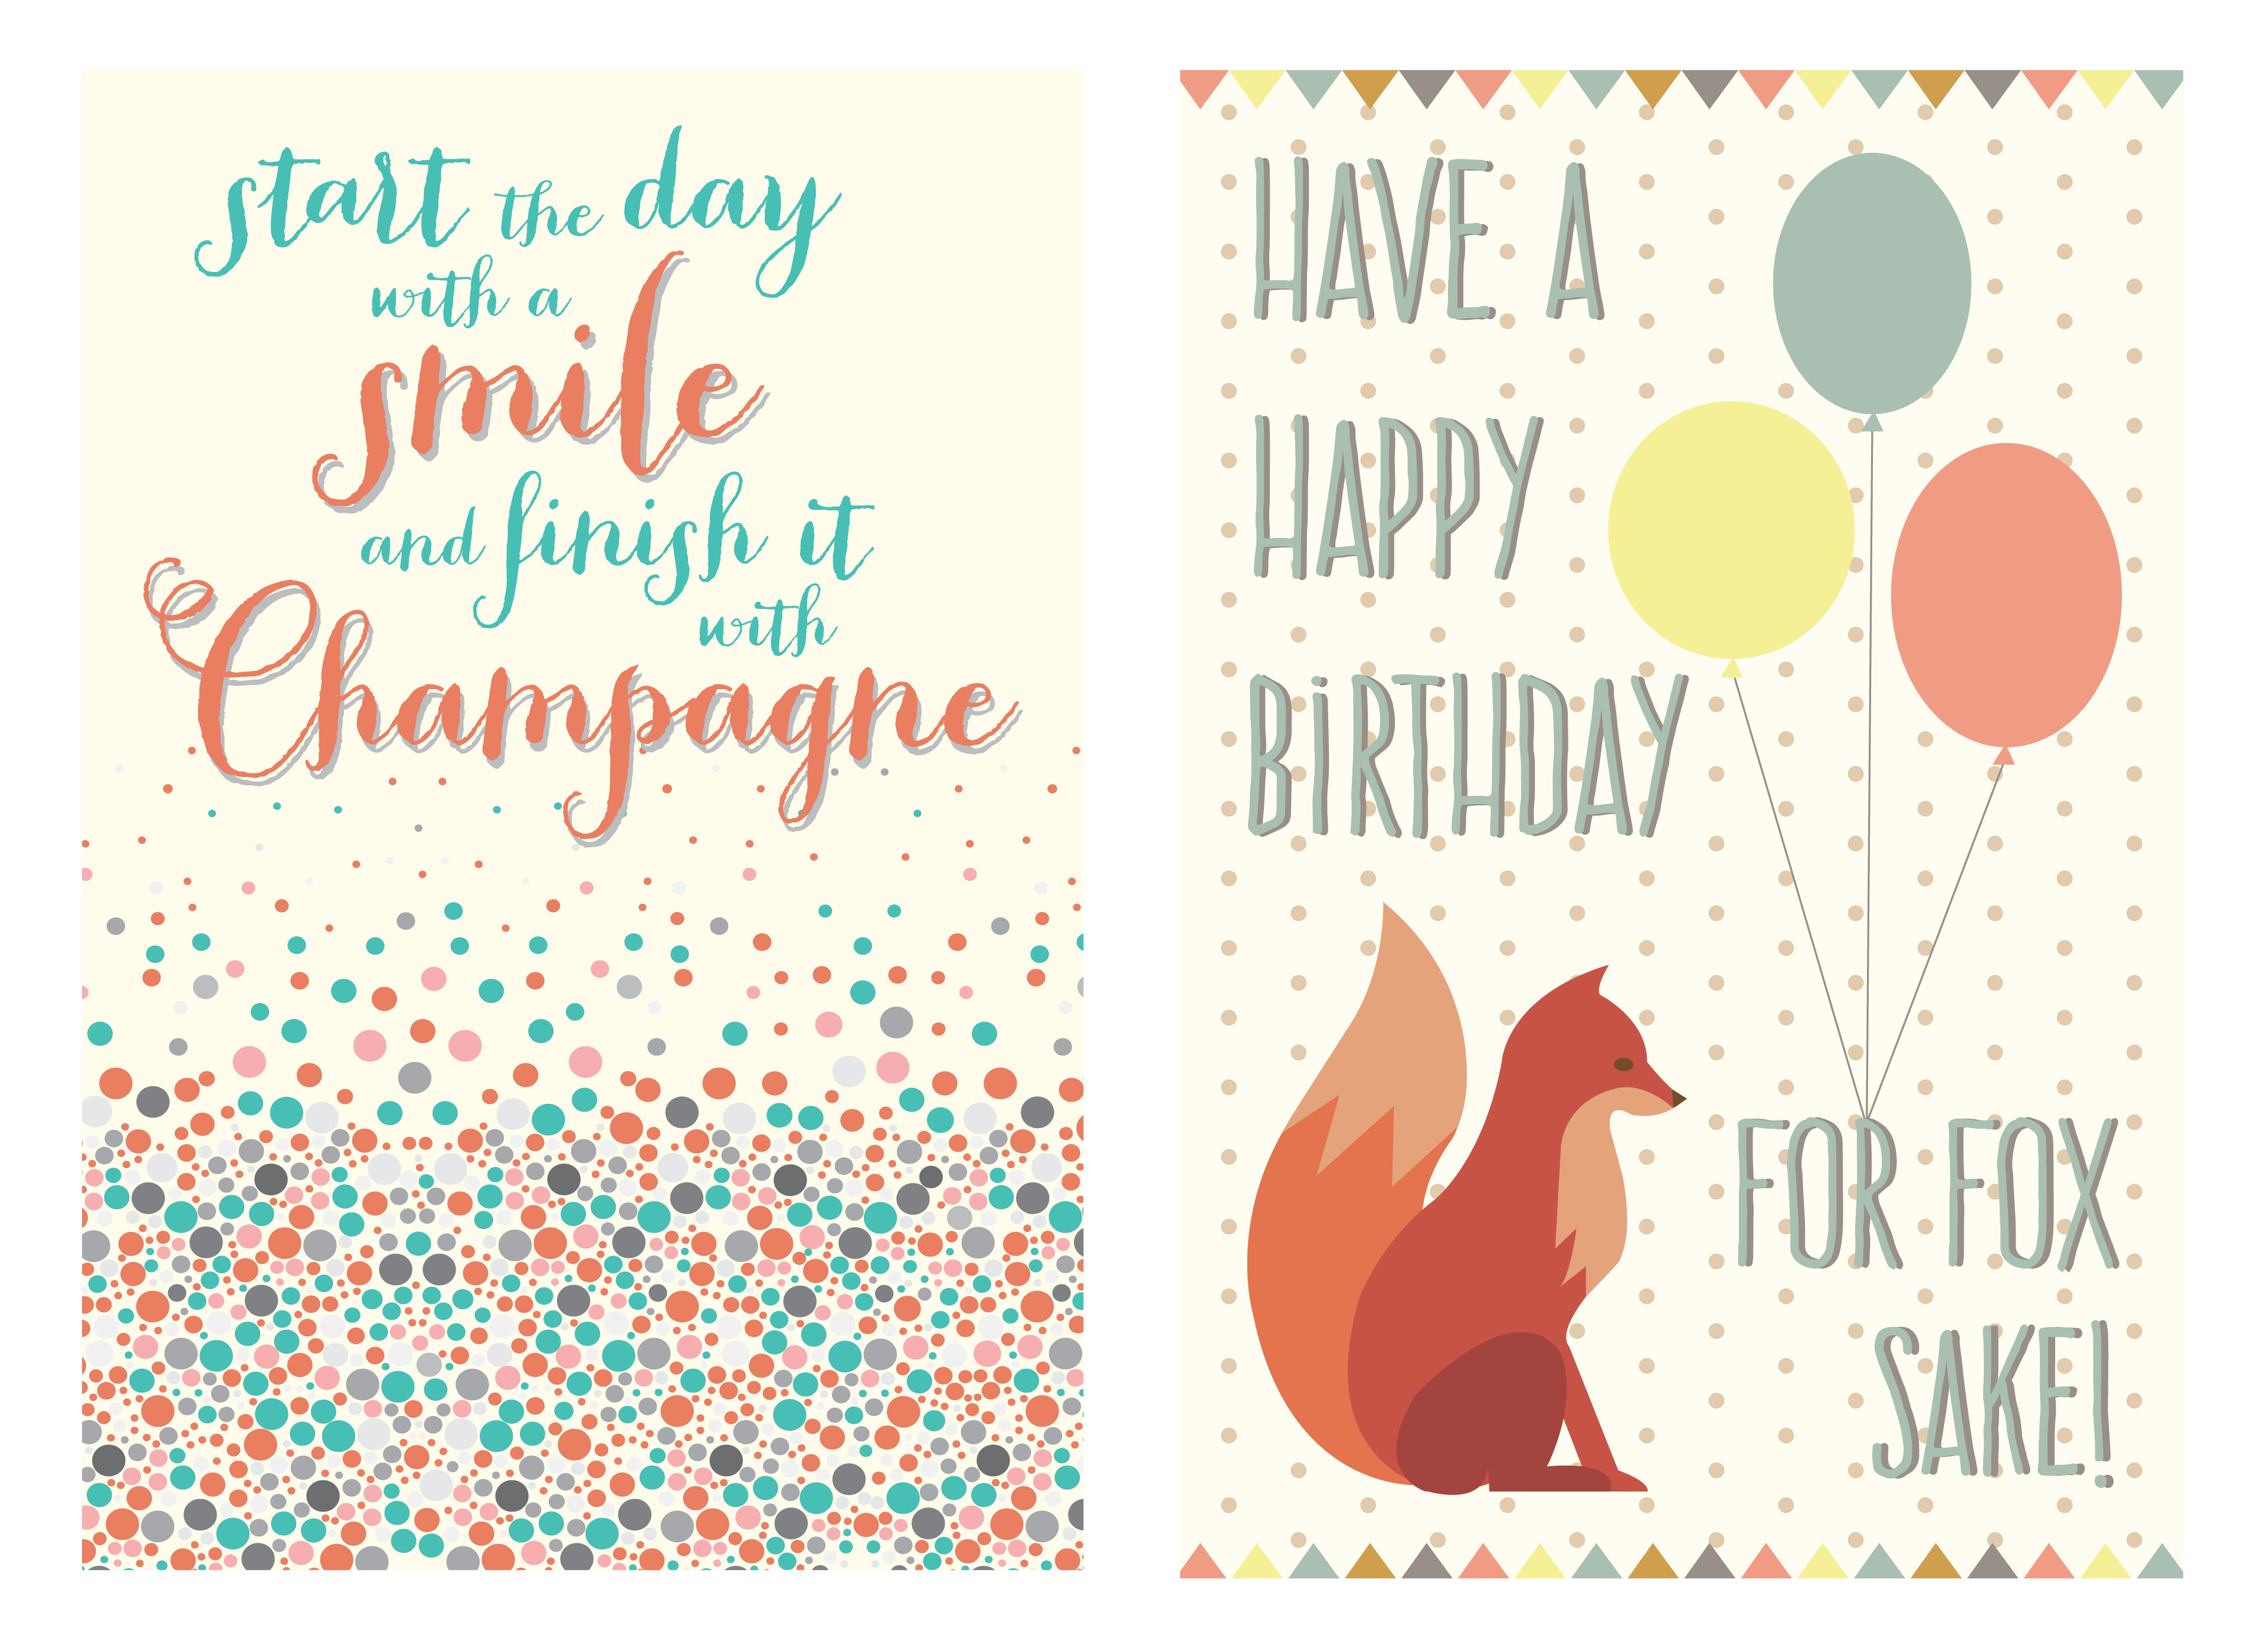 start the day
with a
smile
and finish it
with
Champagne
HAVE A
HAPPY
BiRTHDAY
FOR FOX
SAKE!